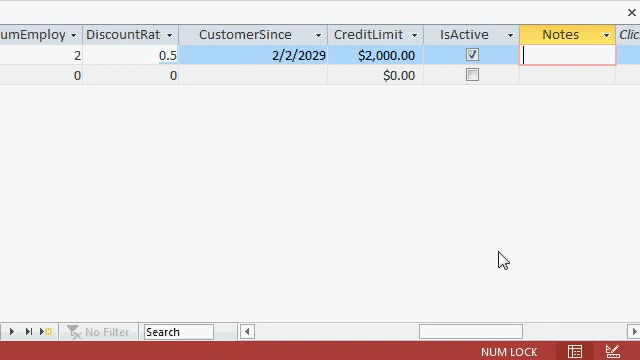 umEmploy DiscountRat CustomerSince CreditLimit IsActive Notes Clic
2 0.5 2/2/2029 $2,000.00
0 0 $0.00
No Filter Search
NUM LOCK